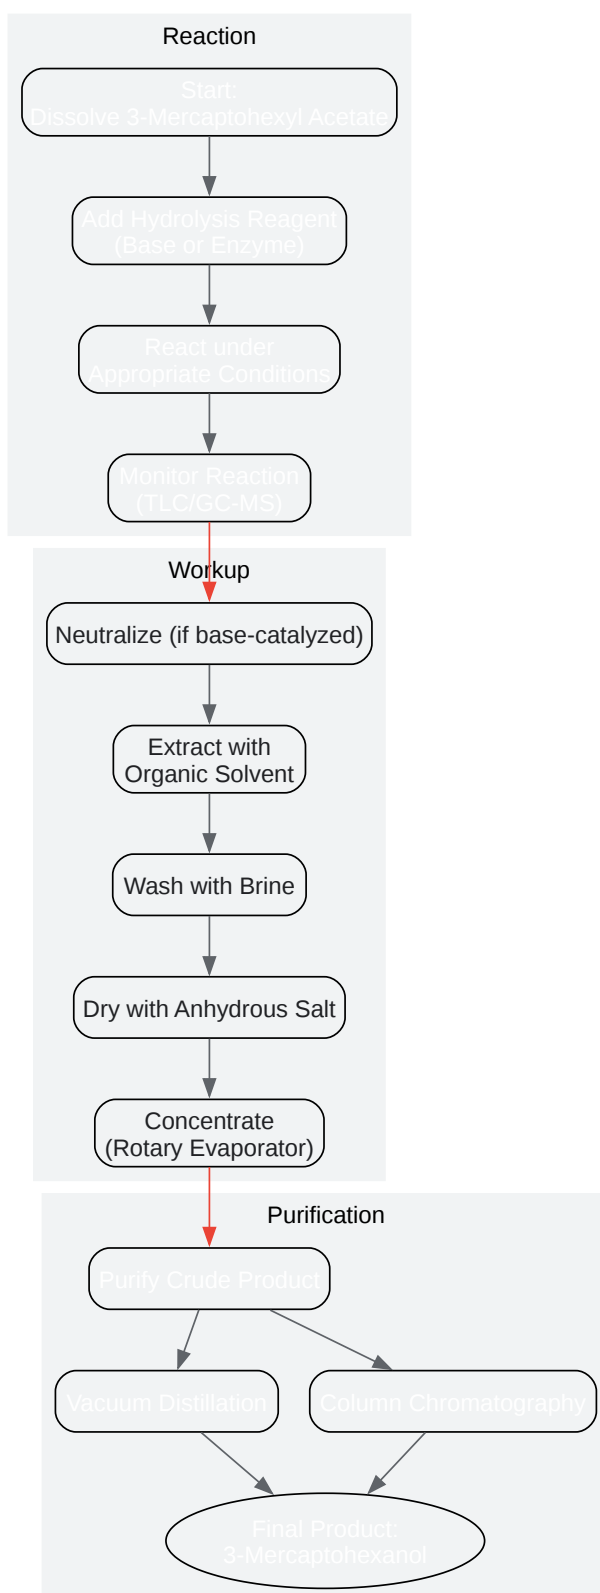 Reaction
Start:
Dissolve 3-Mercaptohexyl Acetate
Add Hydrolysis Reagent
(Base or Enzyme)
React under
Appropriate Conditions
Monitor Reaction
(TLC/GC-MS)
Workup
Neutralize (if base-catalyzed)
Extract with
Organic Solvent
Wash with Brine
Dry with Anhydrous Salt
Concentrate
(Rotary Evaporator)
Purification
Purify Crude Product
Vacuum Distillation
Column Chromatography
Final Product:
3-Mercaptohexanol